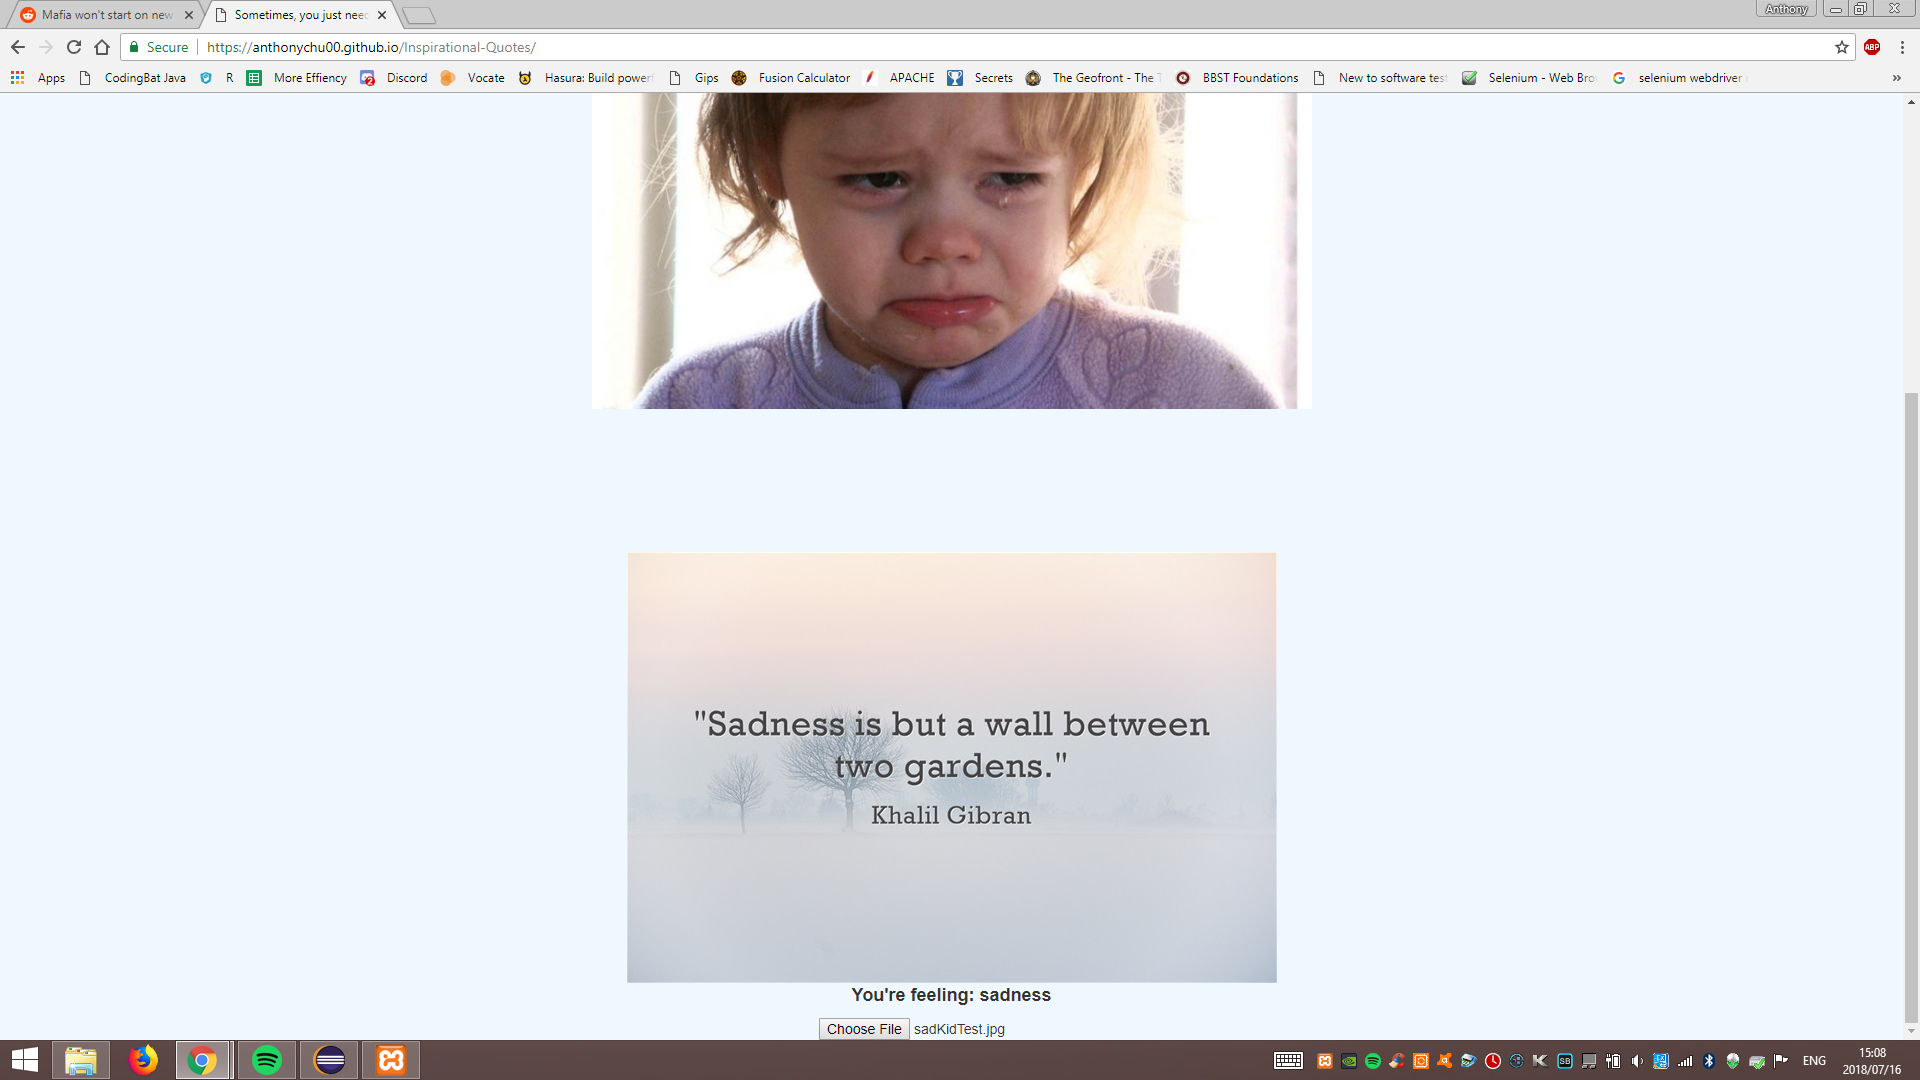 Mafia won't start on new
Sometimes, you just need
Anthony
Secure
https://anthonychu00.github.io/Inspirational-Quotes/
ABP
Apps
CodingBat Java
R
More Effiency
Discord
Vocate
Hasura: Build powerf
Gips
Fusion Calculator
APACHE
Secrets
The Geofront - The T
BBST Foundations
New to software test
Selenium - Web Bro
selenium webdriver
"Sadness is but a wall between
two gardens."
Khalil Gibran
You're feeling: sadness
Choose File sadKidTest.jpg
ENG
15:08
2018/07/16